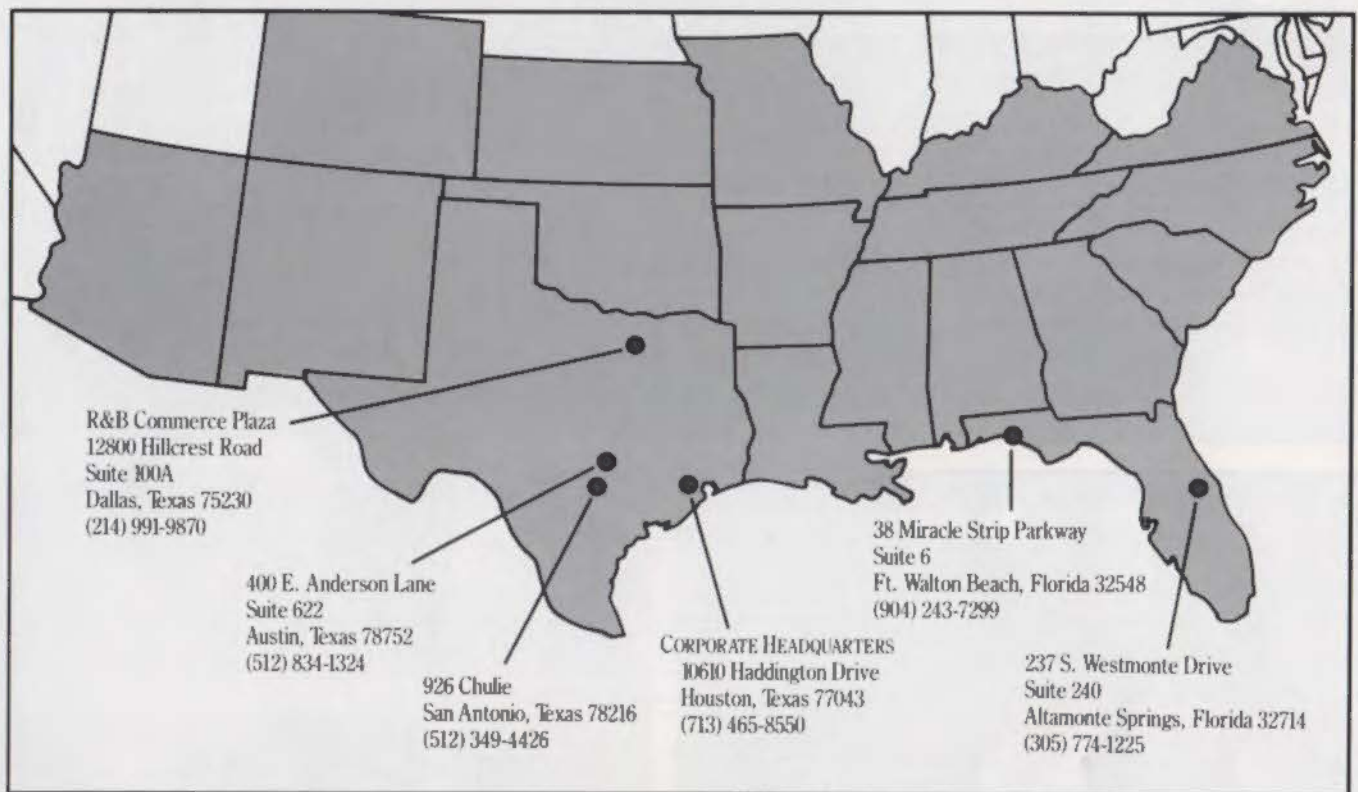 R&B Commerce Plaza
12800 Hillcrest Road
Suite 100A
Dallas, Texas 75230
(214) 991-9870
400 E. Anderson Lane
Suite 622
Austin, Texas 78752
(512) 834-1324
926 Chulie
San Antonio, Texas 78216
(512) 349-4426
CORPORATE HEADQUARTERS
10610 Haddington Drive
Houston, Texas 77043
(713) 465-8550
38 Miracle Strip Parkway
Suite 6
Ft. Walton Beach, Florida 32548
(904) 243-7299
237 S. Westmonte Drive
Suite 240
Altamonte Springs, Florida 32714
(305) 774-1225